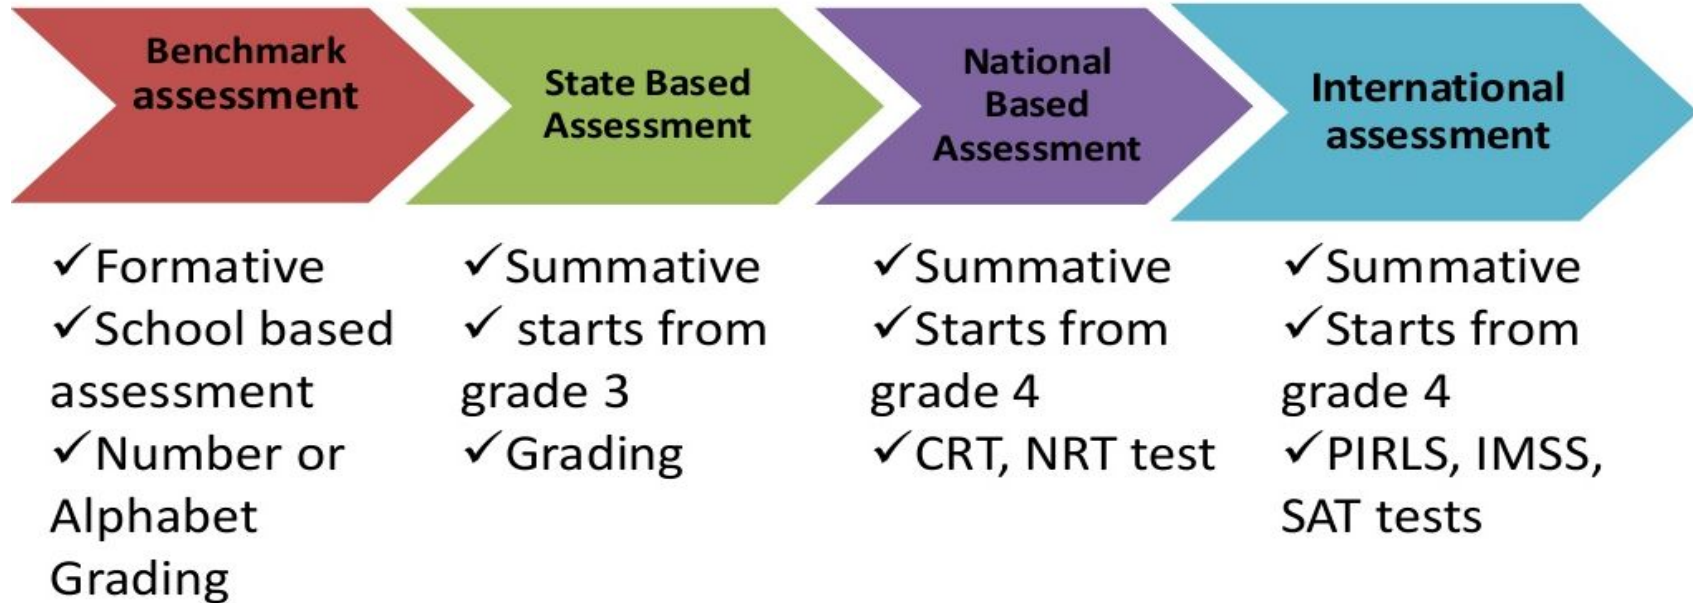 Benchmark
assessment
State Based
Assessment
National
Based
Assessment
International
assessment
✓Formative
✓School based
assessment
✓Number or
Alphabet
Grading
✓Summative
✓ starts from
grade 3
✓Grading
✓Summative
✓Starts from
grade 4
✓CRT, NRT test
✓Summative
✓Starts from
grade 4
✓PIRLS, IMSS,
SAT tests